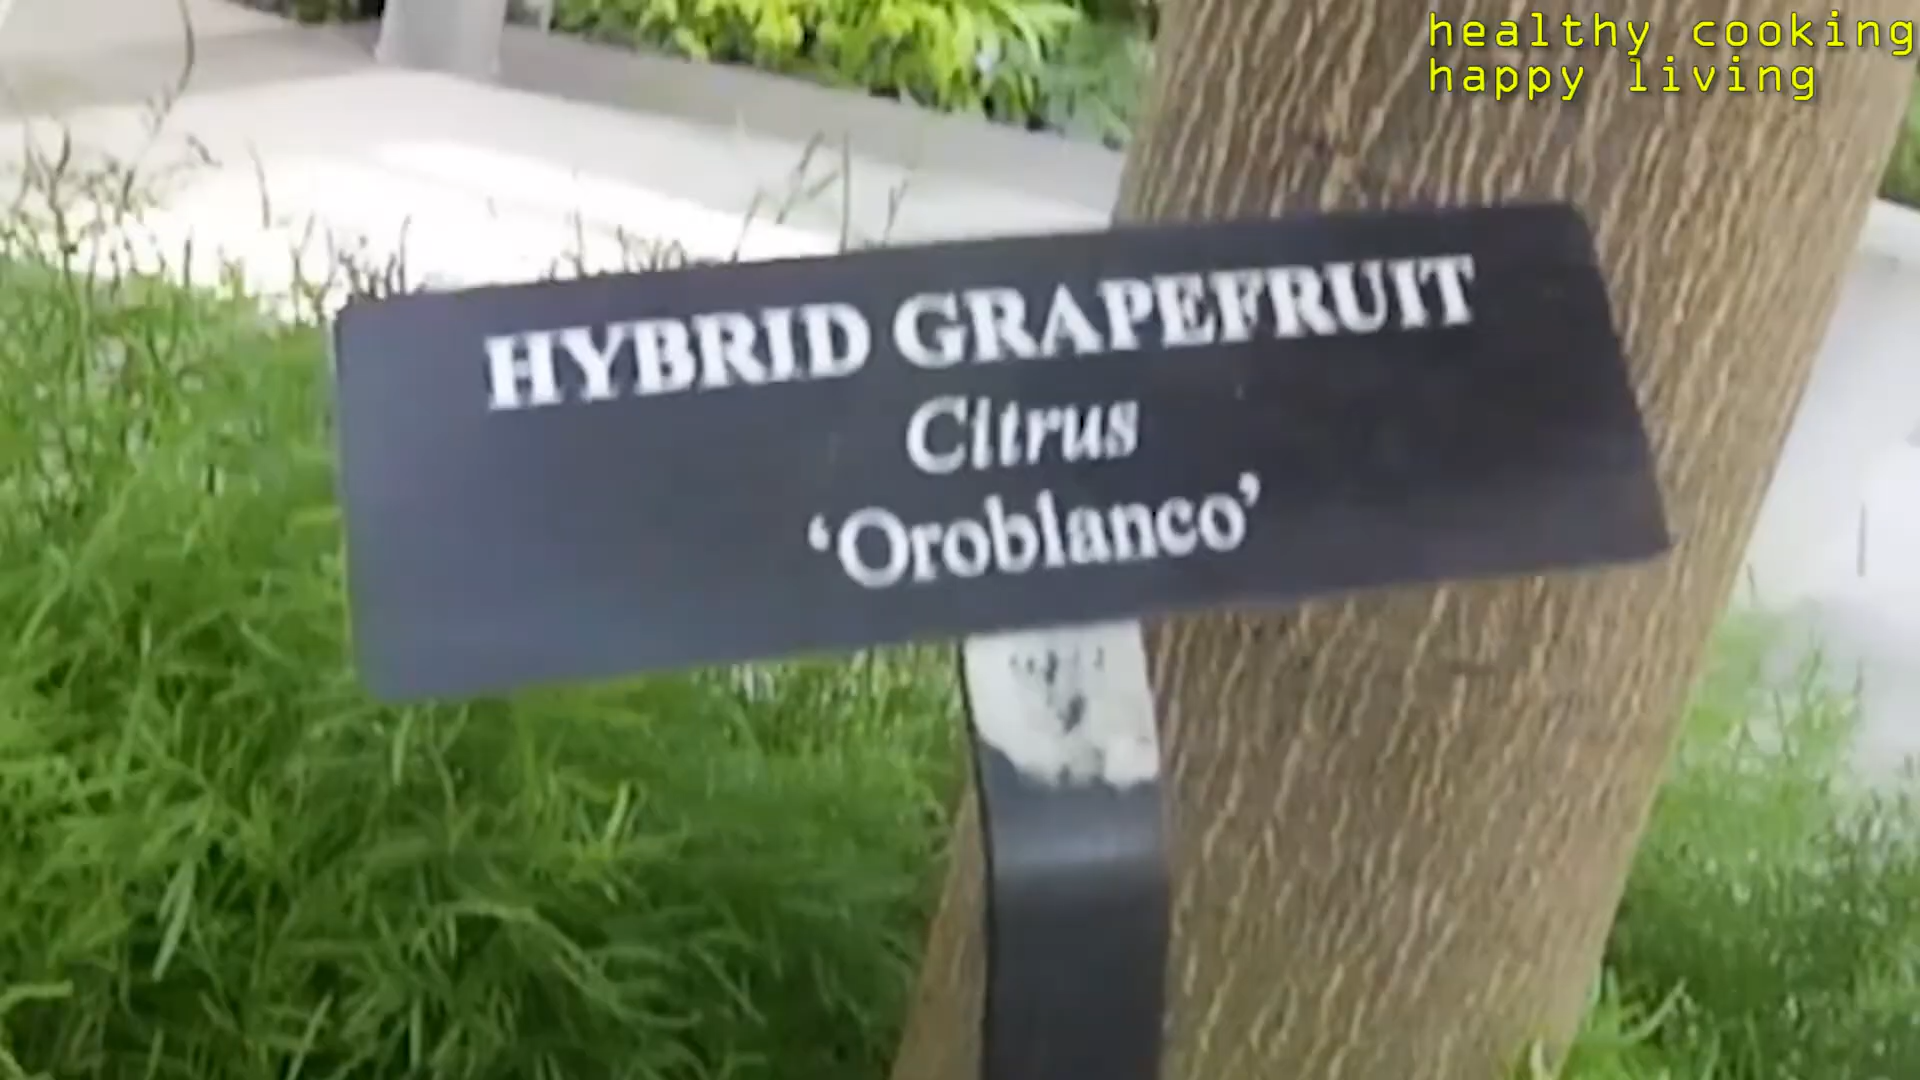 healthy cooking
happy living
HYBRID GRAPEFRUIT
Citrus
‘Oroblanco’